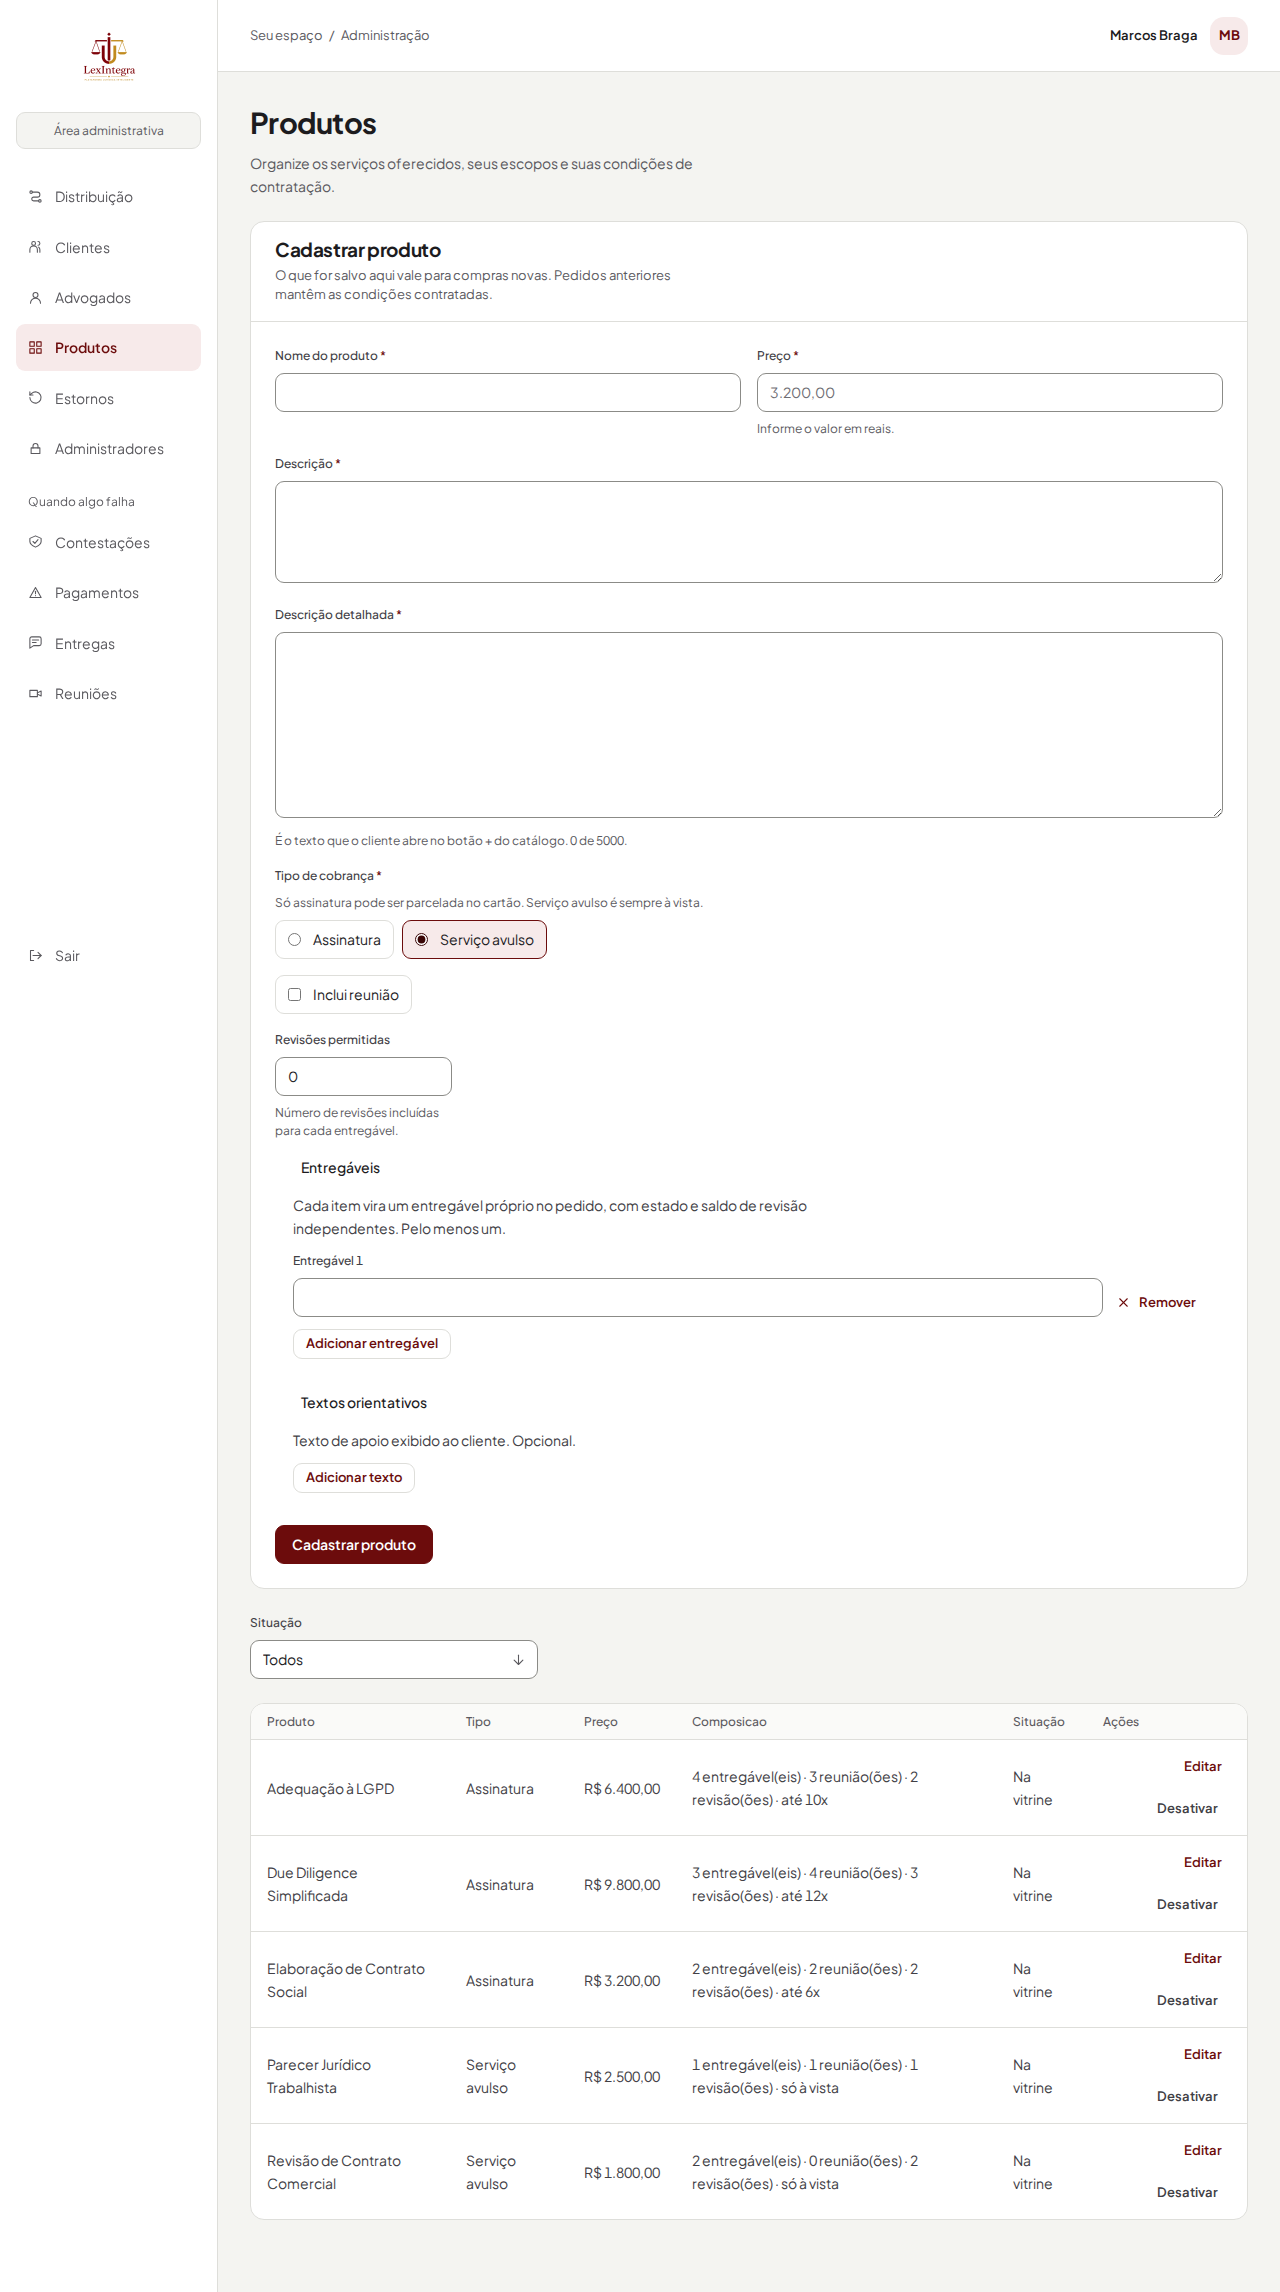 LexIntegra
Área administrativa
Distribuição
Clientes
Advogados
Produtos
Estornos
Administradores
Quando algo falha
Contestações
Pagamentos
Entregas
Reuniões
Sair
Seu espaço / Administração
Marcos Braga MB
Produtos
Organize os serviços oferecidos, seus escopos e suas condições de
contratação.
Cadastrar produto
O que for salvo aqui vale para compras novas. Pedidos anteriores
mantêm as condições contratadas.
Nome do produto *
Preço *
3.200,00
Informe o valor em reais.
Descrição *
Descrição detalhada *
É o texto que o cliente abre no botão + do catálogo. 0 de 5000.
Tipo de cobrança *
Só assinatura pode ser parcelada no cartão. Serviço avulso é sempre à vista.
Assinatura
Serviço avulso
Inclui reunião
Revisões permitidas
0
Número de revisões incluídas
para cada entregável.
Entregáveis
Cada item vira um entregável próprio no pedido, com estado e saldo de revisão
independentes. Pelo menos um.
Entregável 1
Remover
Adicionar entregável
Textos orientativos
Texto de apoio exibido ao cliente. Opcional.
Adicionar texto
Cadastrar produto
Situação
Todos
Produto Tipo Preço Composicao Situação Ações
Adequação à LGPD Assinatura R$ 6.400,00 4 entregável(eis) · 3 reunião(ões) · 2
revisão(ões) · até 10x
Na
vitrine
Editar
Desativar
Due Diligence
Simplificada
Assinatura R$ 9.800,00 3 entregável(eis) · 4 reunião(ões) · 3
revisão(ões) · até 12x
Na
vitrine
Editar
Desativar
Elaboração de Contrato
Social
Assinatura R$ 3.200,00 2 entregável(eis) · 2 reunião(ões) · 2
revisão(ões) · até 6x
Na
vitrine
Editar
Desativar
Parecer Jurídico
Trabalhista
Serviço
avulso
R$ 2.500,00 1 entregável(eis) · 1 reunião(ões) · 1
revisão(ões) · só à vista
Na
vitrine
Editar
Desativar
Revisão de Contrato
Comercial
Serviço
avulso
R$ 1.800,00 2 entregável(eis) · 0 reunião(ões) · 2
revisão(ões) · só à vista
Na
vitrine
Editar
Desativar